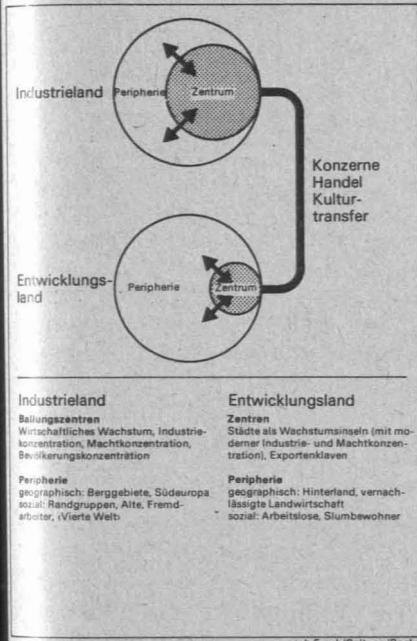 Industrieland
Peripherie
Zentrum
Konzerne
Handel
Kultur-
transfer
Entwicklungs-
land
Peripherie
Zentrum
Industrieland
Ballungszentren
Wirtschaftliches Wachstum, Industrie-
konzentration, Machtkonzentration,
Bevölkerungskonzentration
Peripherie
geographisch: Berggebiete, Südeuropa
sozial: Randgruppen, Alte, Fremd-
arbeiter, ‹Vierte Welt›
Entwicklungsland
Zentren
Städte als Wachstumsinseln (mit mo-
derner Industrie- und Machtkonzen-
tration), Exportenklaven
Peripherie
geographisch: Hinterland, vernach-
lässigte Landwirtschaft
sozial: Arbeitslose, Slumbewohner